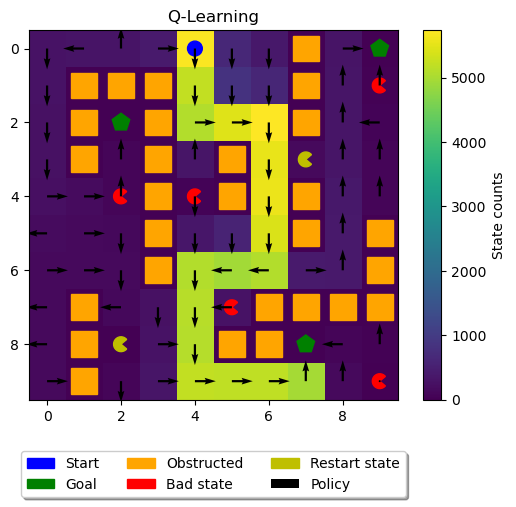 Q-Learning
0
2
4
6
8
0 2 4 6 8
5000
4000
3000
2000
1000
0
State counts
Start Obstructed Restart state
Goal Bad state Policy